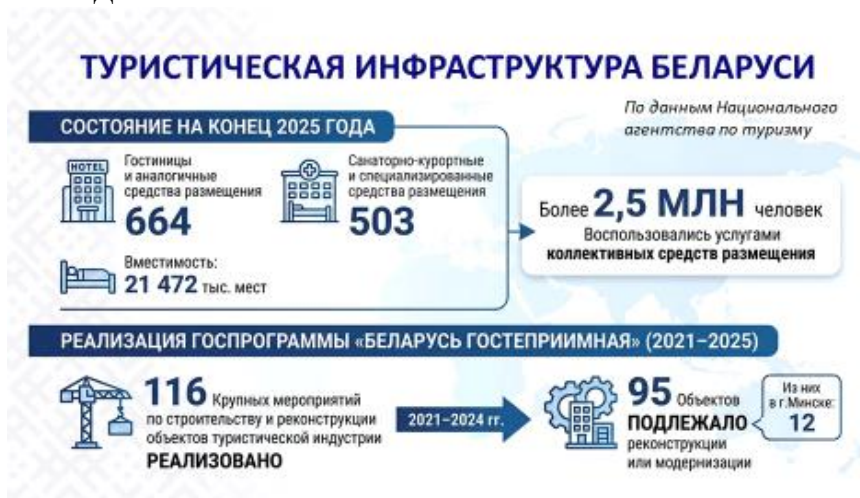 ТУРИСТИЧЕСКАЯ ИНФРАСТРУКТУРА БЕЛАРУСИ
По данным Национального
агентства по туризму
СОСТОЯНИЕ НА КОНЕЦ 2025 ГОДА
HOTEL
Гостиницы
и аналогичные
средства размещения
664
Санаторно-курортные
и специализированные
средства размещения
503
Вместимость:
21 472 тыс. мест
Более 2,5 МЛН человек
Воспользовались услугами
коллективных средств размещения
РЕАЛИЗАЦИЯ ГОСПРОГРАММЫ «БЕЛАРУСЬ ГОСТЕПРИИМНАЯ» (2021–2025)
116 Крупных мероприятий
по строительству и реконструкции
объектов туристической индустрии
РЕАЛИЗОВАНО
2021–2024 гг.
95 Объектов
ПОДЛЕЖАЛО
реконструкции
или модернизации
Из них
в г.Минске:
12